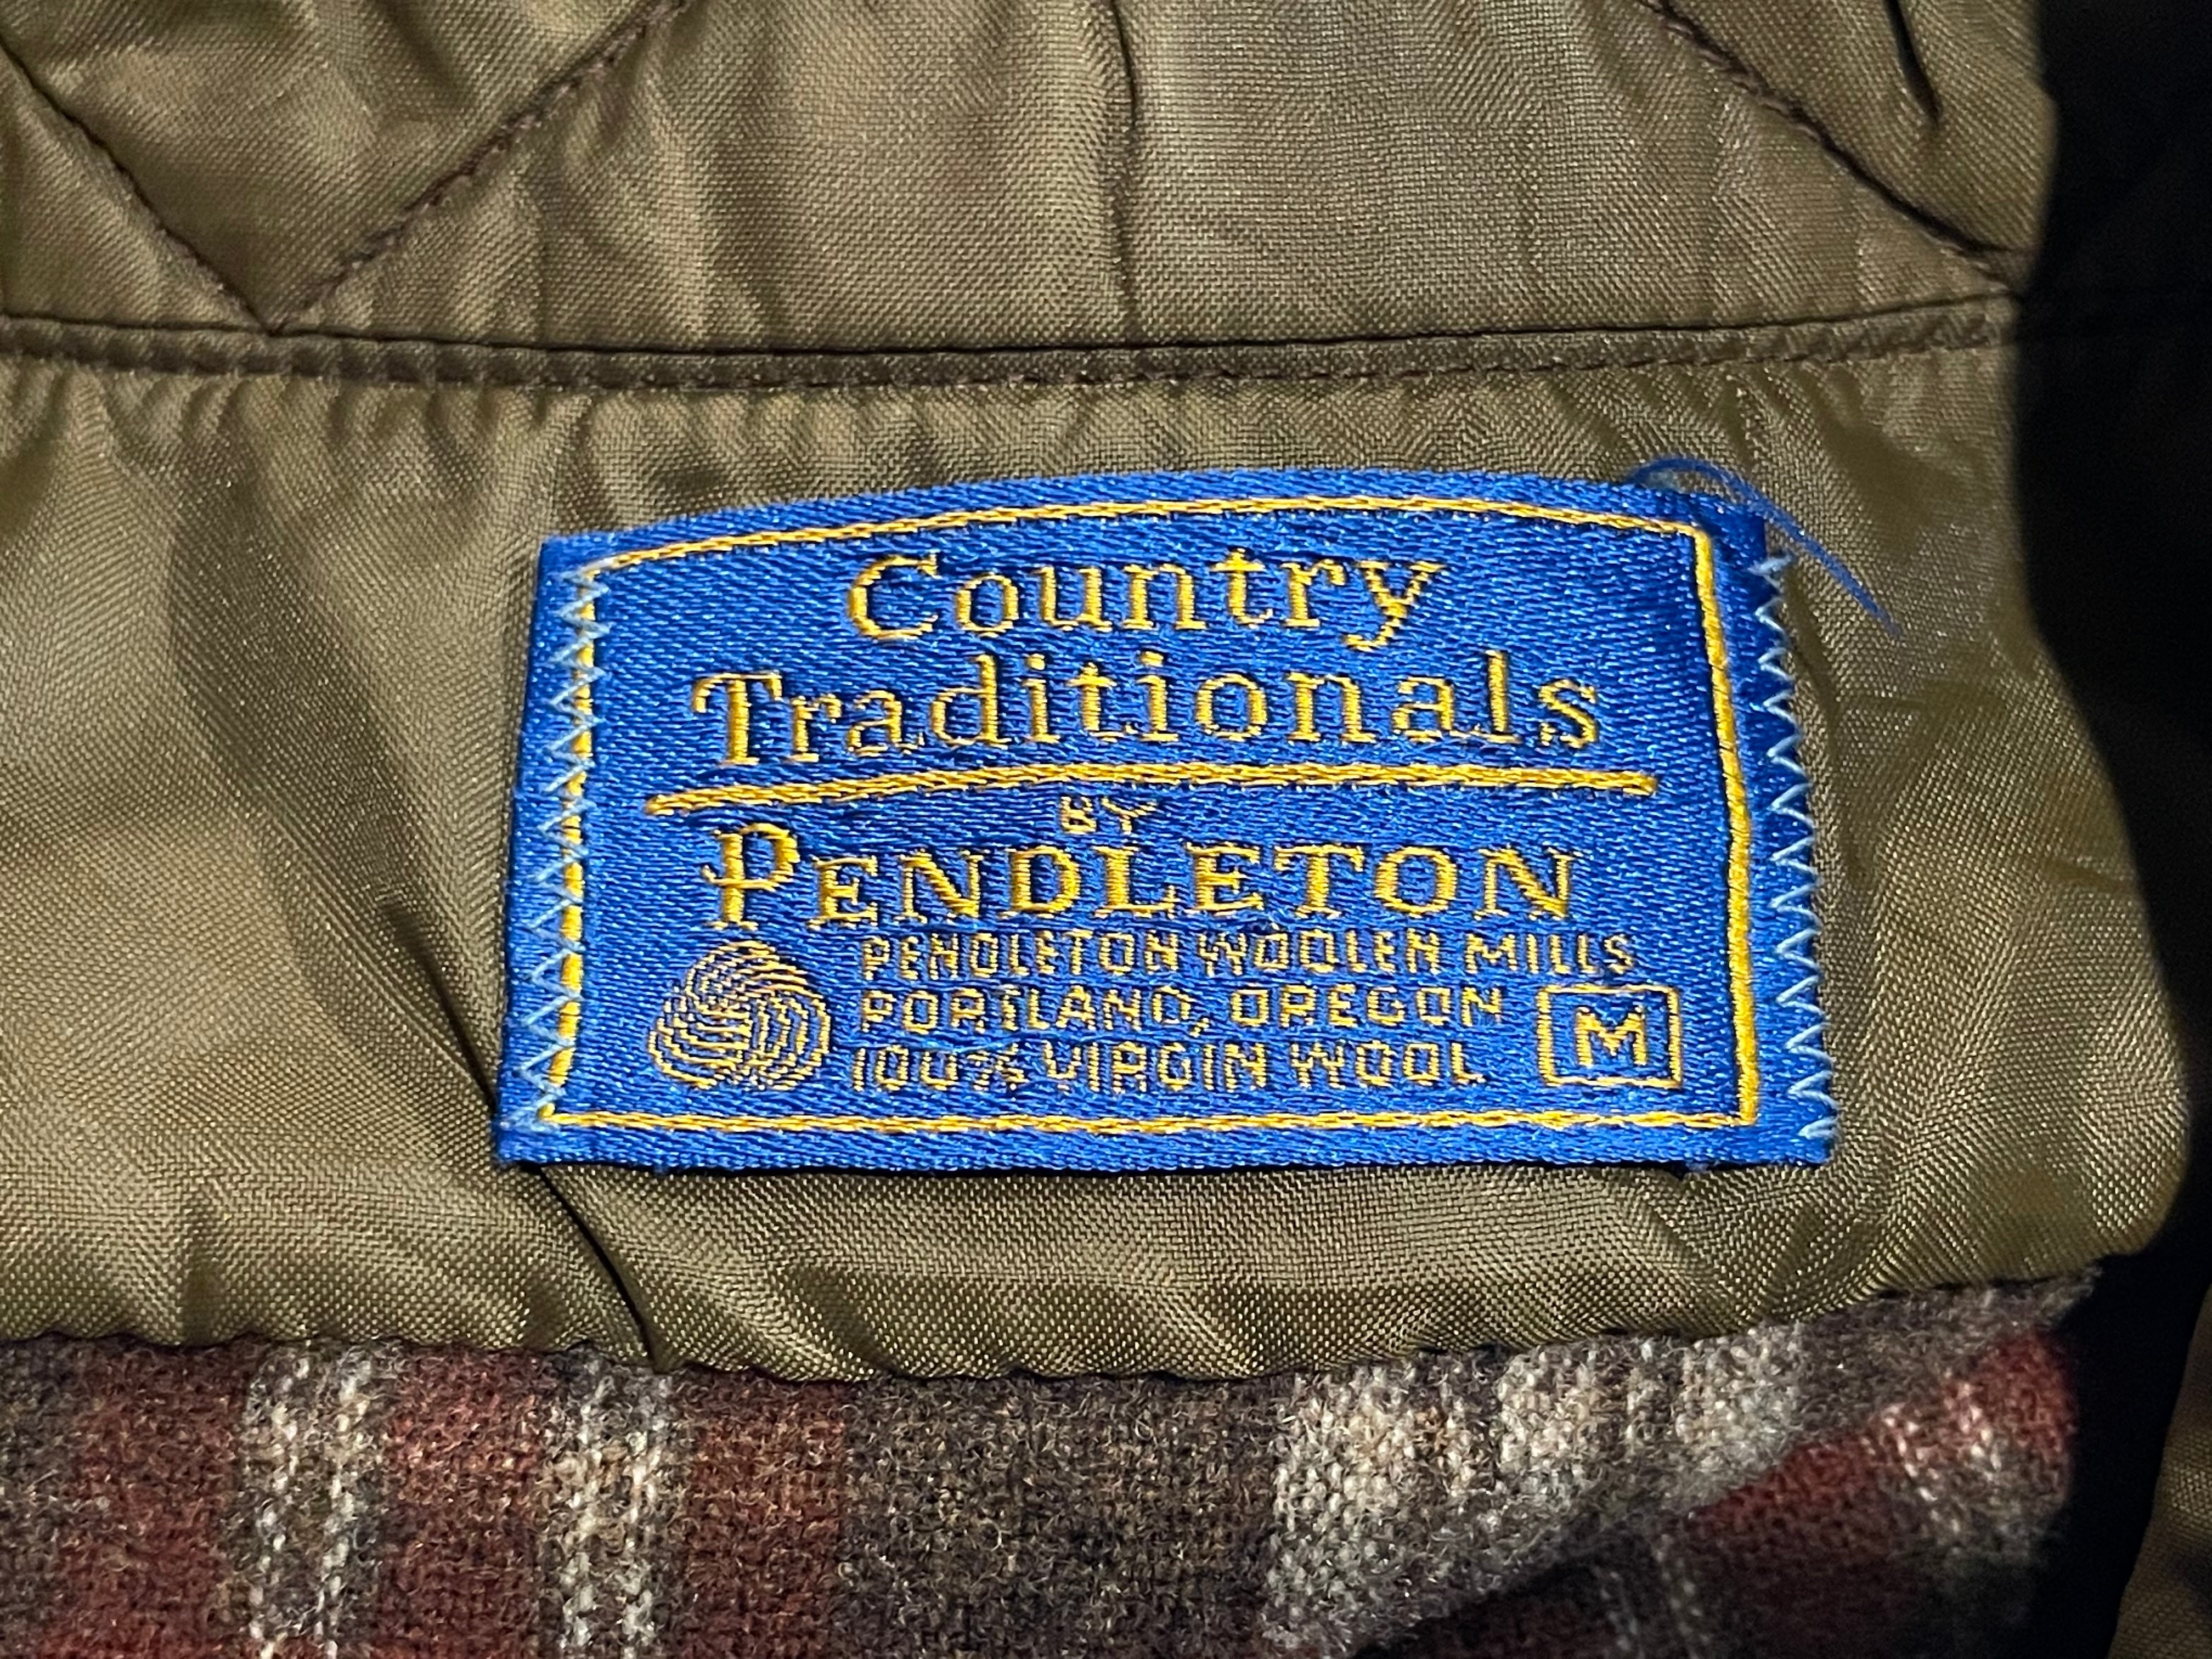 Country
Traditionals
BY
PENDLETON
PENDLETON WOOLEN MILLS
PORTLAND, OREGON
100% VIRGIN WOOL
M